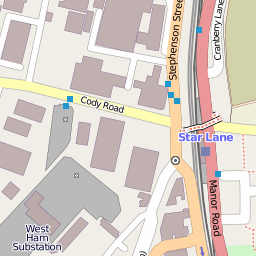 Stephenson Street
Cranberry Lane
Cody Road
Star Lane
Manor Road
West
Ham
Substation